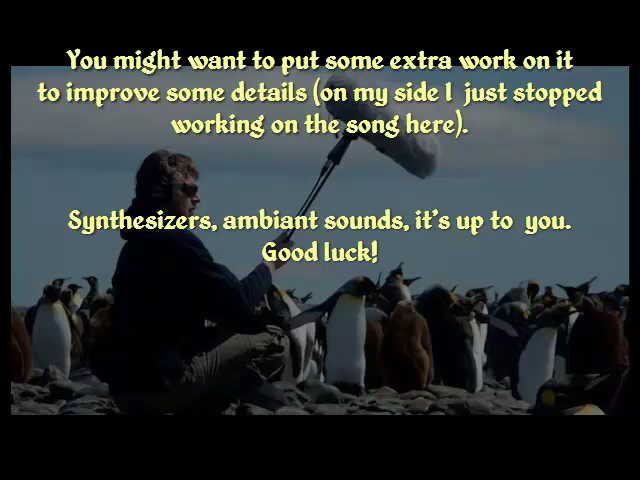 You might want to put some extra work on it
to improve some details (on my side I just stopped
working on the song here).
Synthesizers, ambiant sounds, it's up to you.
Good luck!